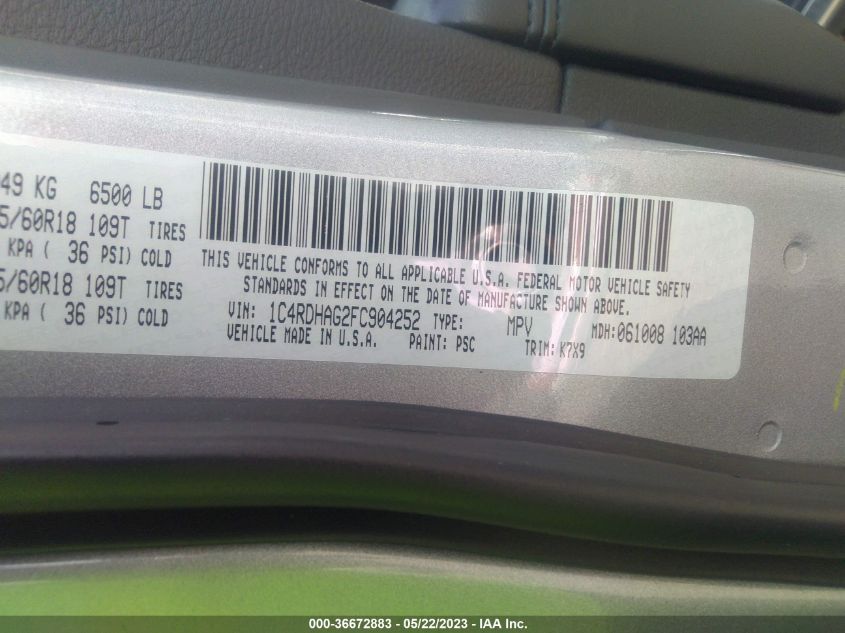 49 KG 6500 LB
5/60R18 109T TIRES
KPA ( 36 PSI) COLD
5/60R18 109T TIRES
KPA ( 36 PSI) COLD
THIS VEHICLE CONFORMS TO ALL APPLICABLE U.S.A. FEDERAL MOTOR VEHICLE SAFETY
STANDARDS IN EFFECT ON THE DATE OF MANUFACTURE SHOWN ABOVE.
VIN: 1C4RDHAG2FC904252 TYPE: MPV MDH:061008 103AA
VEHICLE MADE IN U.S.A. PAINT: PSC TRIM: K7X9
000-36672883 - 05/22/2023 - IAA Inc.